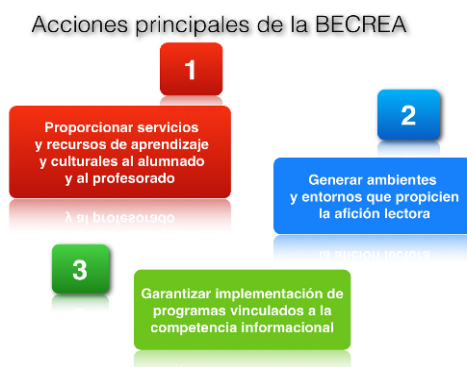 Acciones principales de la BECREA
1
Proporcionar servicios
y recursos de aprendizaje
y culturales al alumnado
y al profesorado
2
Generar ambientes
y entornos que propicien
la afición lectora
3
Garantizar implementación de
programas vinculados a la
competencia informacional